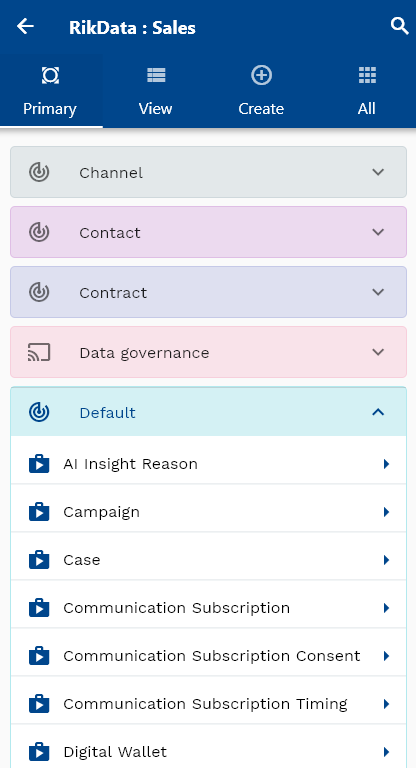 RikData : Sales
Primary
View
Create
All
Channel
Contact
Contract
Data governance
Default
AI Insight Reason
Campaign
Case
Communication Subscription
Communication Subscription Consent
Communication Subscription Timing
Digital Wallet